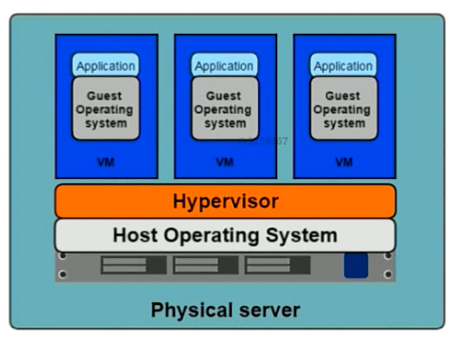 Application
Guest
Operating
system
VM
Application
Guest
Operating
system
VM
Application
Guest
Operating
system
VM
Hypervisor
Host Operating System
Physical server